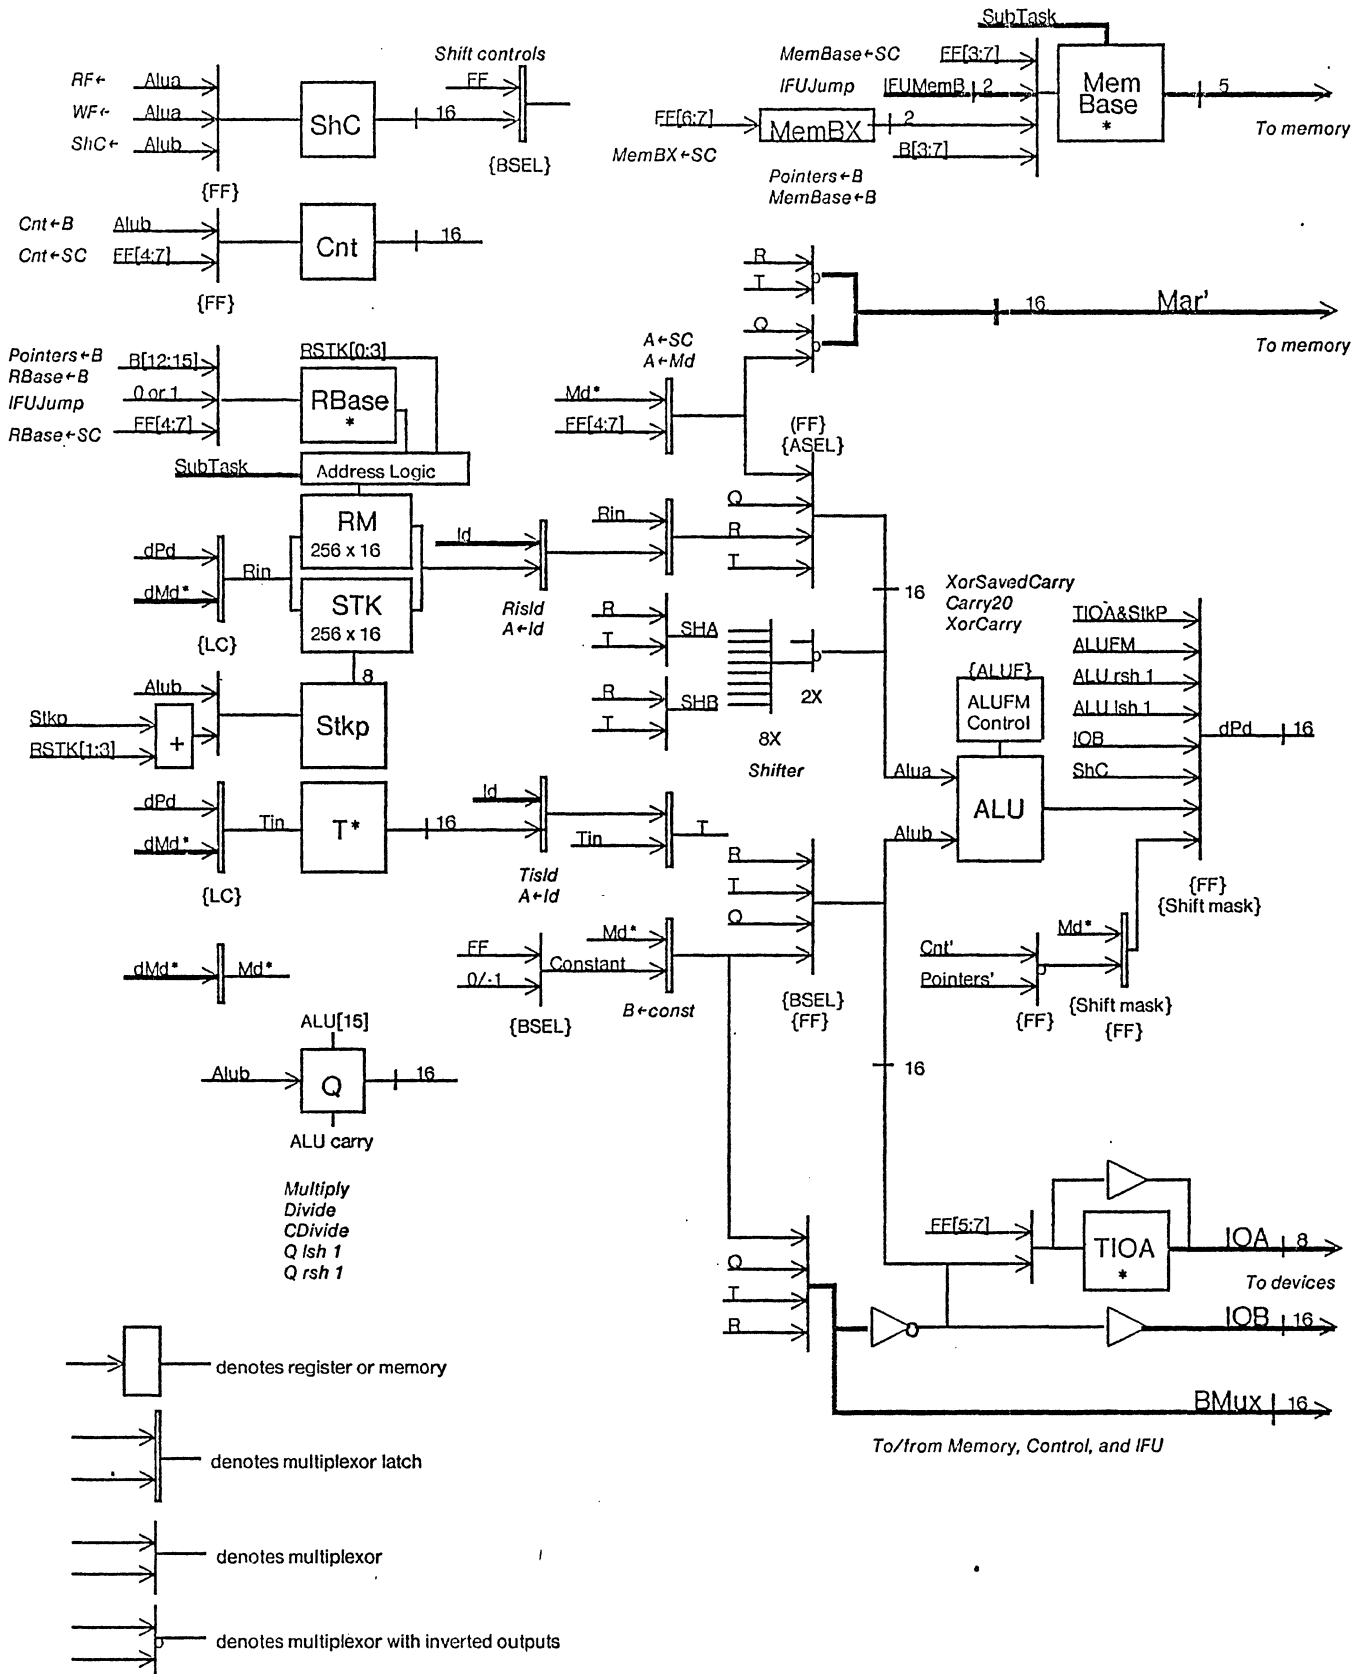 Shift controls
FF
16
{BSEL}
RF←
Alua
WF←
Alua
ShC←
Alub
{FF}
ShC
16
Cnt←B
Alub
Cnt←SC
FF[4:7]
{FF}
Cnt
16
SubTask
MemBase←SC
FF[3:7]
IFUJump
IFUMemB
2
FF[6:7]
MemBX
2
MemBX←SC
B[3:7]
Pointers←B
MemBase←B
Mem
Base
*
5
To memory
R
T
Q
16
Mar'
To memory
Pointers←B
RBase←B
B[12:15]
IFUJump
0 or 1
RBase←SC
FF[4:7]
RSTK[0:3]
RBase
*
SubTask
Address Logic
RM
256 x 16
STK
256 x 16
dPd
dMd*
Rin
{LC}
8
Alub
Stkp
RSTK[1:3]
+
Stkp
dPd
dMd*
Tin
{LC}
T*
16
dMd*
Md*
ALU[15]
Alub
Q
16
ALU carry
Multiply
Divide
CDivide
Q lsh 1
Q rsh 1
A←SC
A←Md
Md*
FF[4:7]
Id
RisId
A←Id
Rin
(FF)
{ASEL}
Q
R
T
16
R
T
SHA
R
T
SHB
8X
2X
Shifter
Id
Tin
T
TisId
A←Id
R
T
Q
{BSEL}
{FF}
FF
0/-1
{BSEL}
Constant
Md*
B←const
XorSavedCarry
Carry20
XorCarry
{ALUF}
ALUFM
Control
Alua
Alub
ALU
TIOA&StkP
ALUFM
ALU rsh 1
ALU lsh 1
IOB
ShC
dPd
16
{FF}
{Shift mask}
Md*
Cnt'
Pointers'
{FF}
{Shift mask}
{FF}
16
FF[5:7]
TIOA
*
IOA
8
To devices
IOB
16
Q
T
R
BMux
16
To/from Memory, Control, and IFU
denotes register or memory
denotes multiplexor latch
denotes multiplexor
denotes multiplexor with inverted outputs